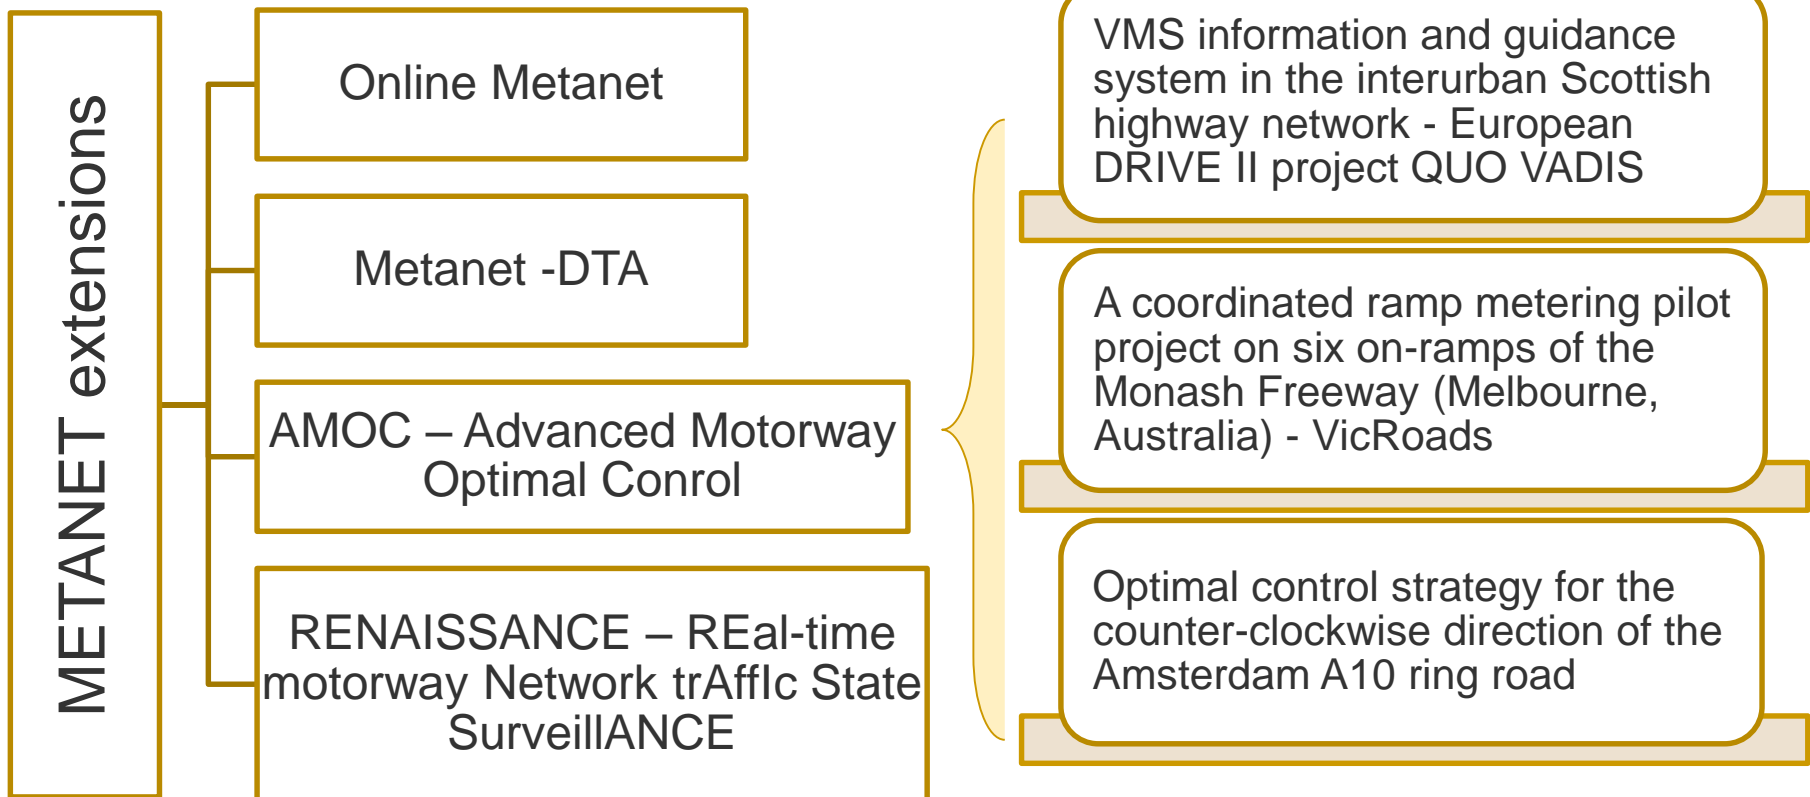 METANET extensions
Online Metanet
Metanet -DTA
AMOC – Advanced Motorway
Optimal Conrol
RENAISSANCE – REal-time
motorway Network trAffIc State
SurveillANCE
VMS information and guidance
system in the interurban Scottish
highway network - European
DRIVE II project QUO VADIS
A coordinated ramp metering pilot
project on six on-ramps of the
Monash Freeway (Melbourne,
Australia) - VicRoads
Optimal control strategy for the
counter-clockwise direction of the
Amsterdam A10 ring road